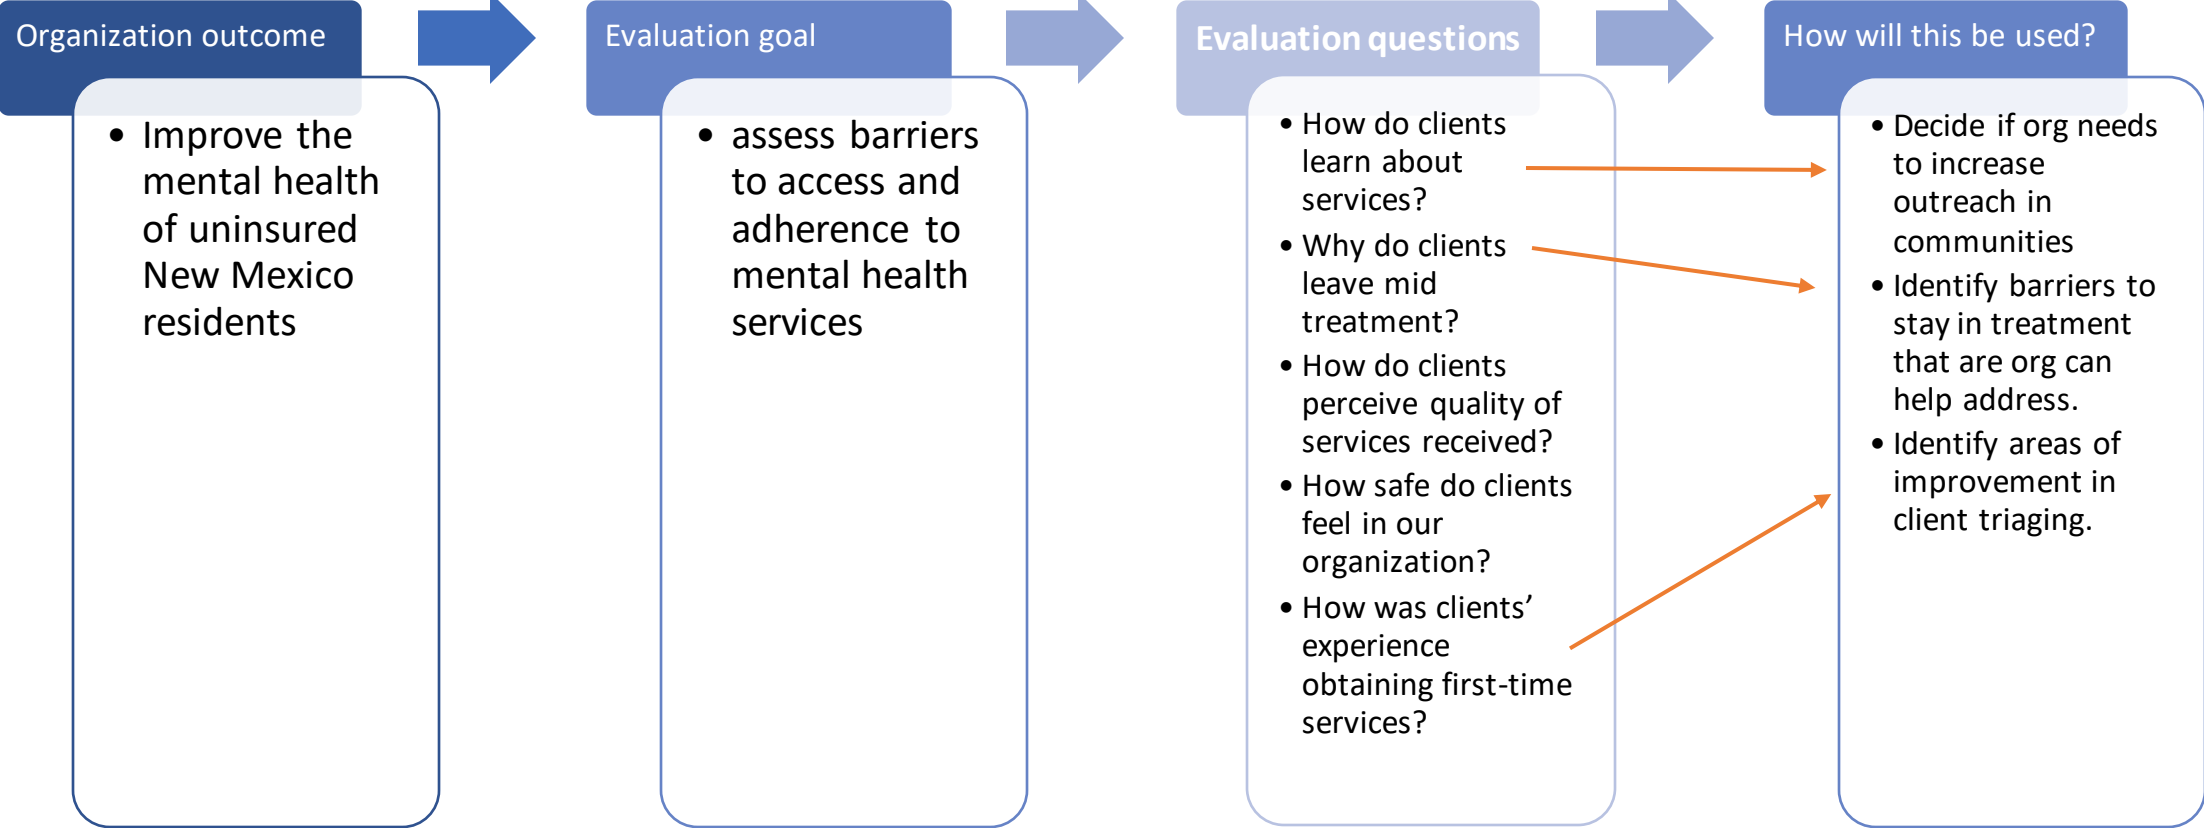 Organization outcome
• Improve the
mental health
of uninsured
New Mexico
residents
Evaluation goal
• assess barriers
to access and
adherence to
mental health
services
Evaluation questions
• How do clients
learn about
services?
• Why do clients
leave mid
treatment?
• How do clients
perceive quality of
services received?
• How safe do clients
feel in our
organization?
• How was clients’
experience
obtaining first-time
services?
How will this be used?
• Decide if org needs
to increase
outreach in
communities
• Identify barriers to
stay in treatment
that are org can
help address.
• Identify areas of
improvement in
client triaging.